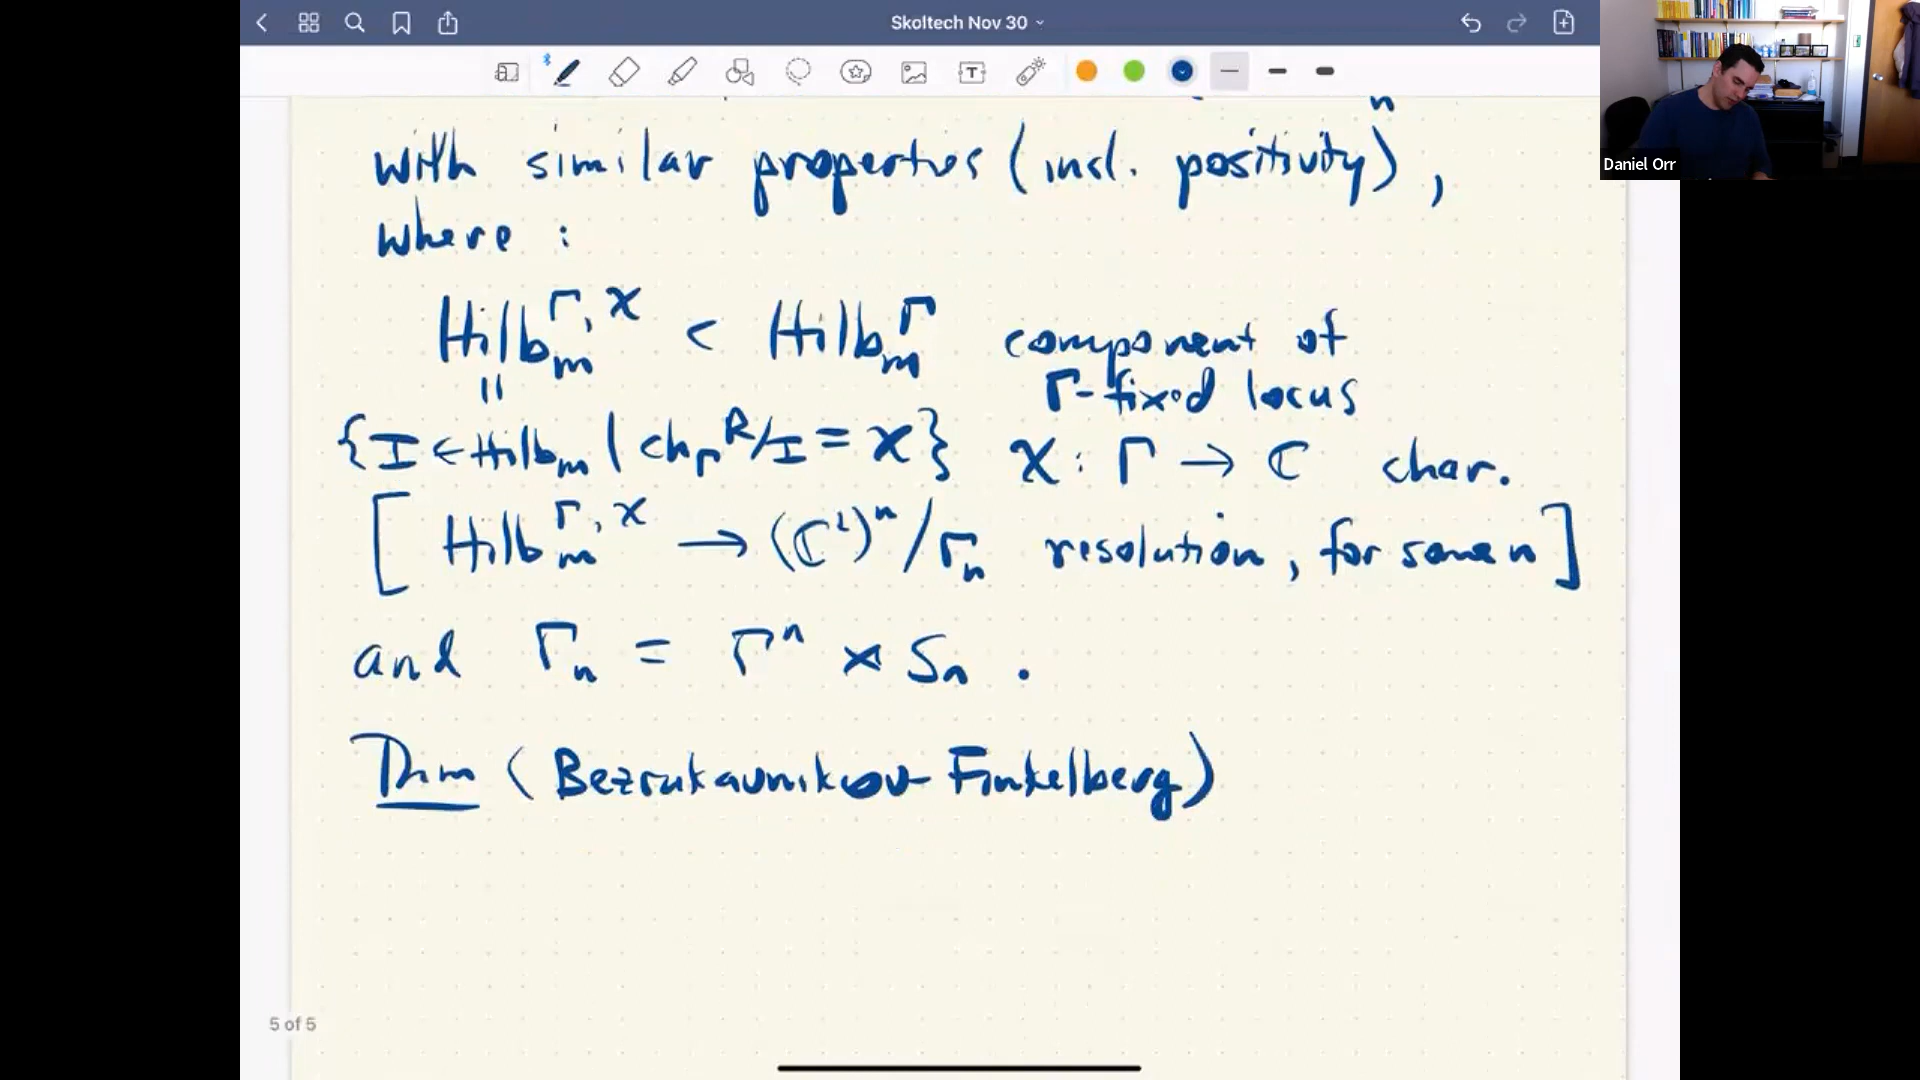 Skoltech Nov 30
Daniel Orr
n
with similar properties (incl. positivity),
where :
Hilb_m^{Γ,χ} ⊂ Hilb_m^Γ component of
Γ-fixed locus
||
{I ∈ Hilb_m | ch_Γ R/I = χ} χ : Γ → ℂ char.
[ Hilb_m^{Γ,χ} → (ℂ²)^n / Γ_n resolution, for some n ]
and Γ_n = Γ^n ⋊ S_n .
Thm (Bezrukavnikov-Finkelberg)
5 of 5